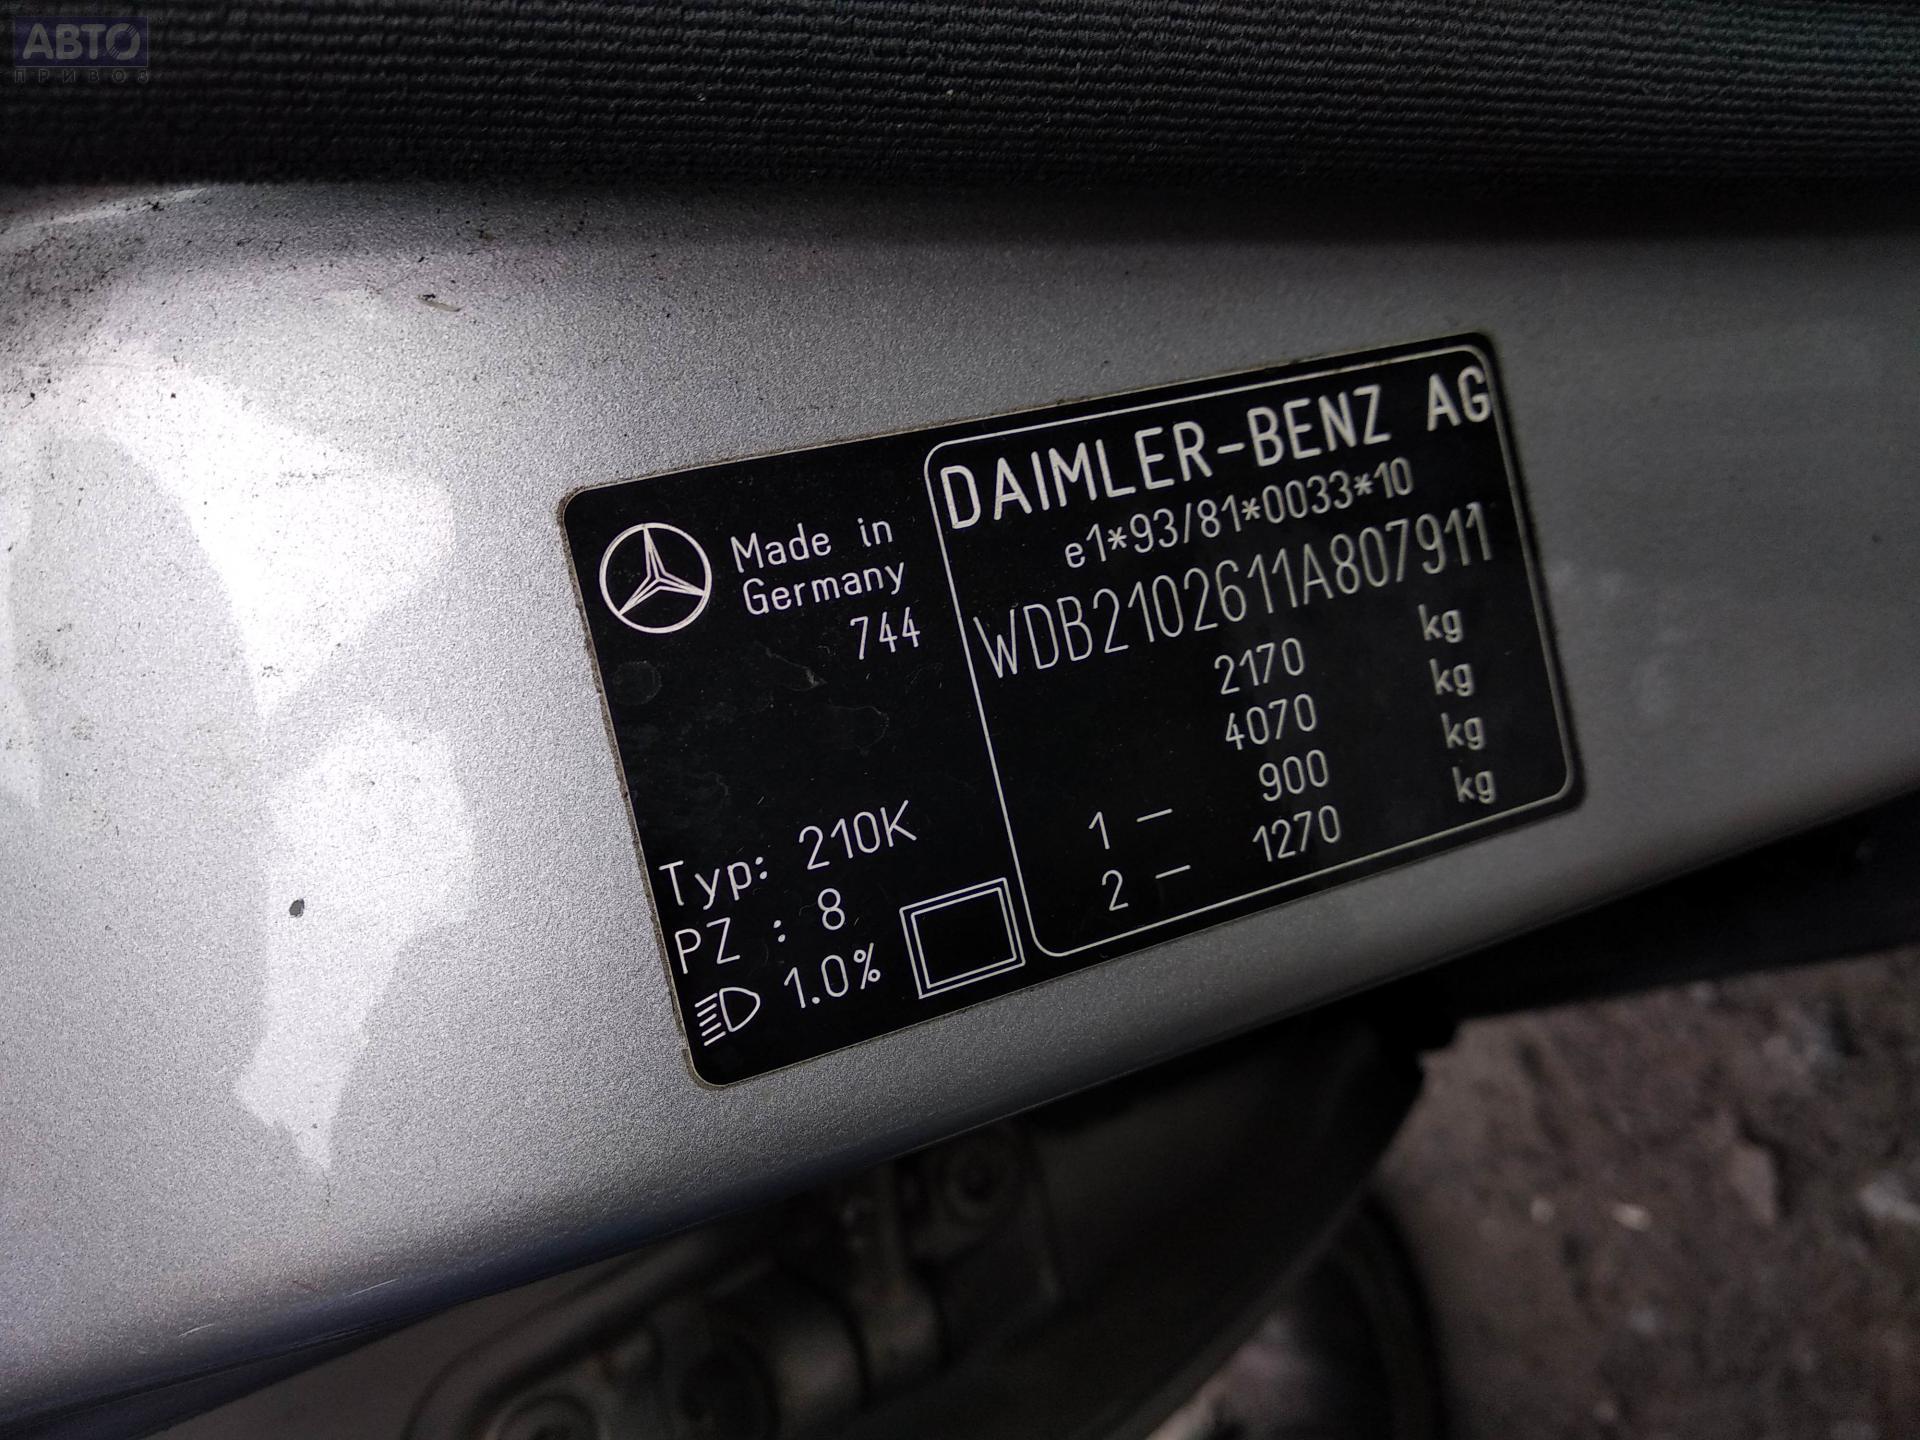 АВТО
ПРИВОЗ
Made in
Germany
744
Typ: 210K
PZ : 8
1.0%
DAIMLER-BENZ AG
e1*93/81*0033*10
WDB2102611A807911
2170 kg
4070 kg
1 - 900 kg
2 - 1270 kg